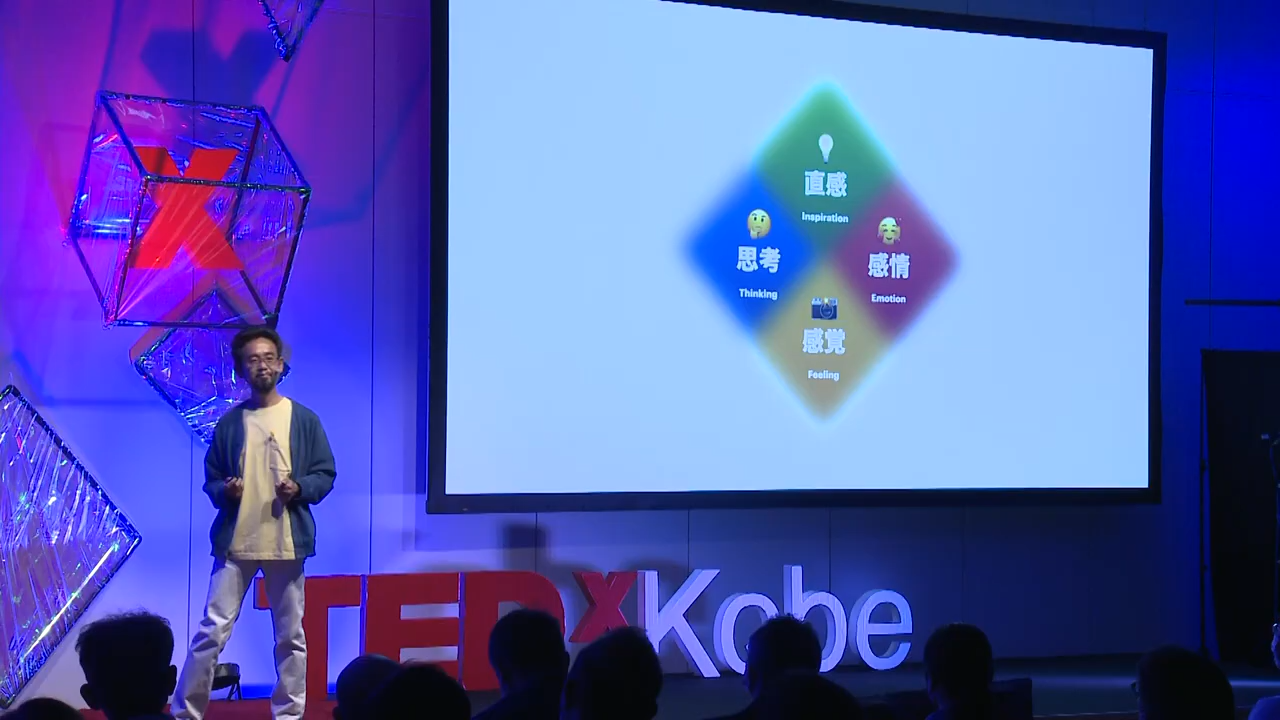 X
直感
Inspiration
思考
Thinking
感情
Emotion
感覚
Feeling
TEDxKobe